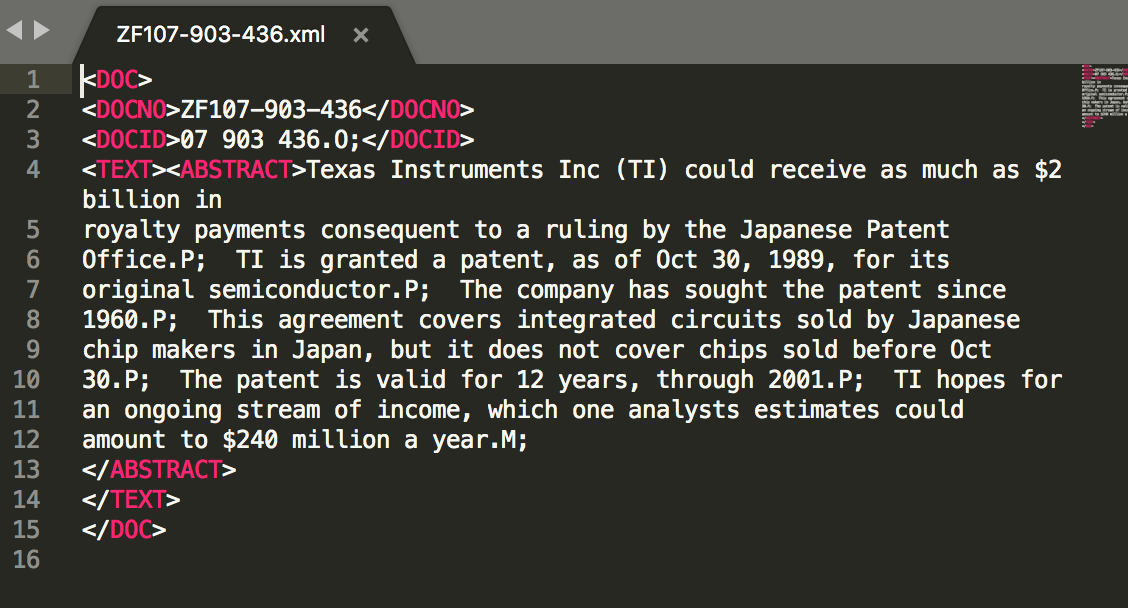 ZF107-903-436.xml ×
1 <DOC>
2 <DOCNO>ZF107-903-436</DOCNO>
3 <DOCID>07 903 436.O;</DOCID>
4 <TEXT><ABSTRACT>Texas Instruments Inc (TI) could receive as much as $2
billion in
5 royalty payments consequent to a ruling by the Japanese Patent
6 Office.P;  TI is granted a patent, as of Oct 30, 1989, for its
7 original semiconductor.P;  The company has sought the patent since
8 1960.P;  This agreement covers integrated circuits sold by Japanese
9 chip makers in Japan, but it does not cover chips sold before Oct
10 30.P;  The patent is valid for 12 years, through 2001.P;  TI hopes for
11 an ongoing stream of income, which one analysts estimates could
12 amount to $240 million a year.M;
13 </ABSTRACT>
14 </TEXT>
15 </DOC>
16